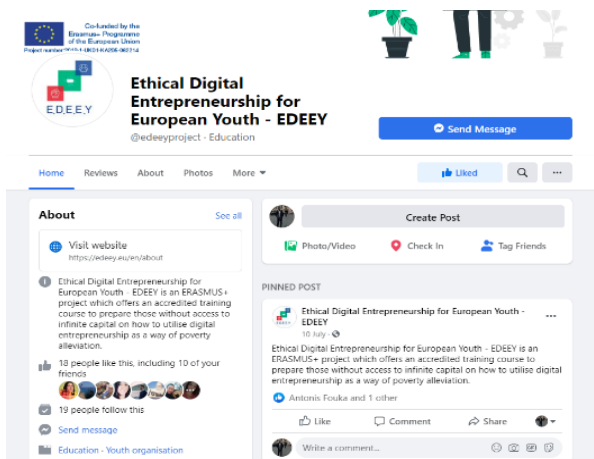 Co-funded by the
Erasmus+ Programme
of the European Union
Project number:
E.D.E.E.Y
Ethical Digital
Entrepreneurship for
European Youth - EDEEY
@edeeyproject · Education
Send Message
Home Reviews About Photos More
Liked
...
About See all
Visit website
https://edeey.eu/en/about
Ethical Digital Entrepreneurship for
European Youth - EDEEY is an ERASMUS+
project which offers an accredited training
course to prepare those without access to
infinite capital on how to utilise digital
entrepreneurship as a way of poverty
alleviation.
18 people like this, including 10 of your
friends
19 people follow this
Send message
Education - Youth organisation
Create Post
Photo/Video Check In Tag Friends
PINNED POST
Ethical Digital Entrepreneurship for European Youth -
EDEEY
...
10 July ·
Ethical Digital Entrepreneurship for European Youth - EDEEY is an
ERASMUS+ project which offers an accredited training course to
prepare those without access to infinite capital on how to utilise digital
entrepreneurship as a way of poverty alleviation.
Antonis Fouka and 1 other
Like Comment Share
Write a comment...
GIF